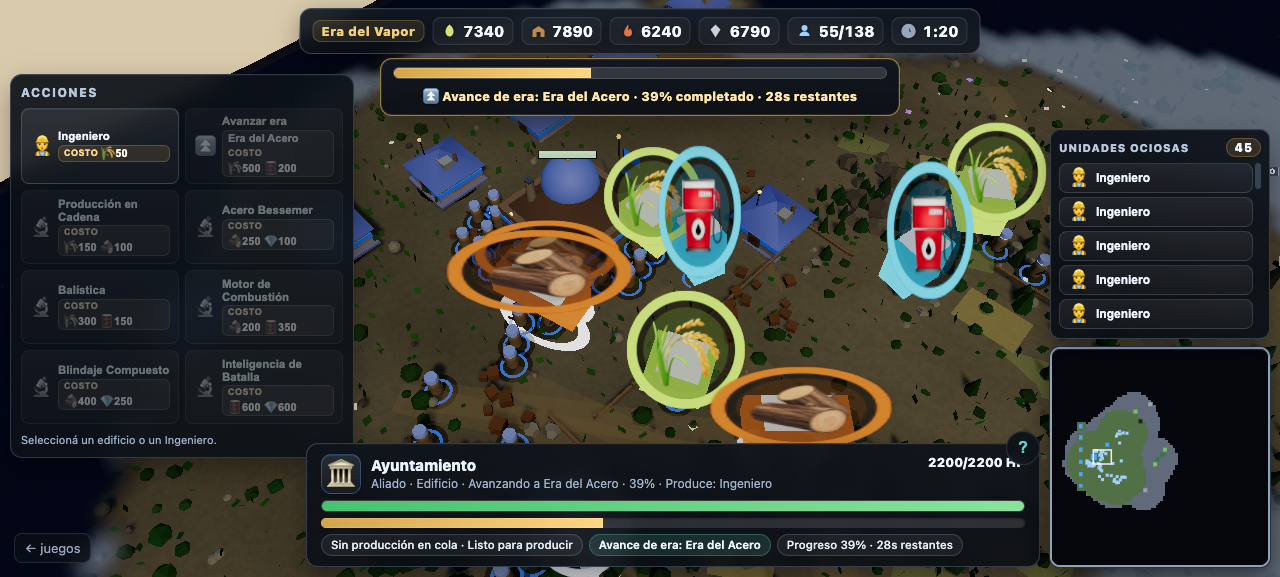 Era del Vapor
7340
7890
6240
6790
55/138
1:20
Avance de era: Era del Acero · 39% completado · 28s restantes
ACCIONES
Ingeniero
COSTO 50
Avanzar era
Era del Acero
COSTO
500 200
Producción en
Cadena
COSTO
150 100
Acero Bessemer
COSTO
250 100
Balística
COSTO
300 150
Motor de
Combustión
COSTO
200 350
Blindaje Compuesto
COSTO
400 250
Inteligencia de
Batalla
COSTO
600 600
Seleccioná un edificio o un Ingeniero.
UNIDADES OCIOSAS
45
Ingeniero
Ingeniero
Ingeniero
Ingeniero
Ingeniero
Ayuntamiento
2200/2200
?
Aliado · Edificio · Avanzando a Era del Acero · 39% · Produce: Ingeniero
Sin producción en cola · Listo para producir
Avance de era: Era del Acero
Progreso 39% · 28s restantes
← juegos